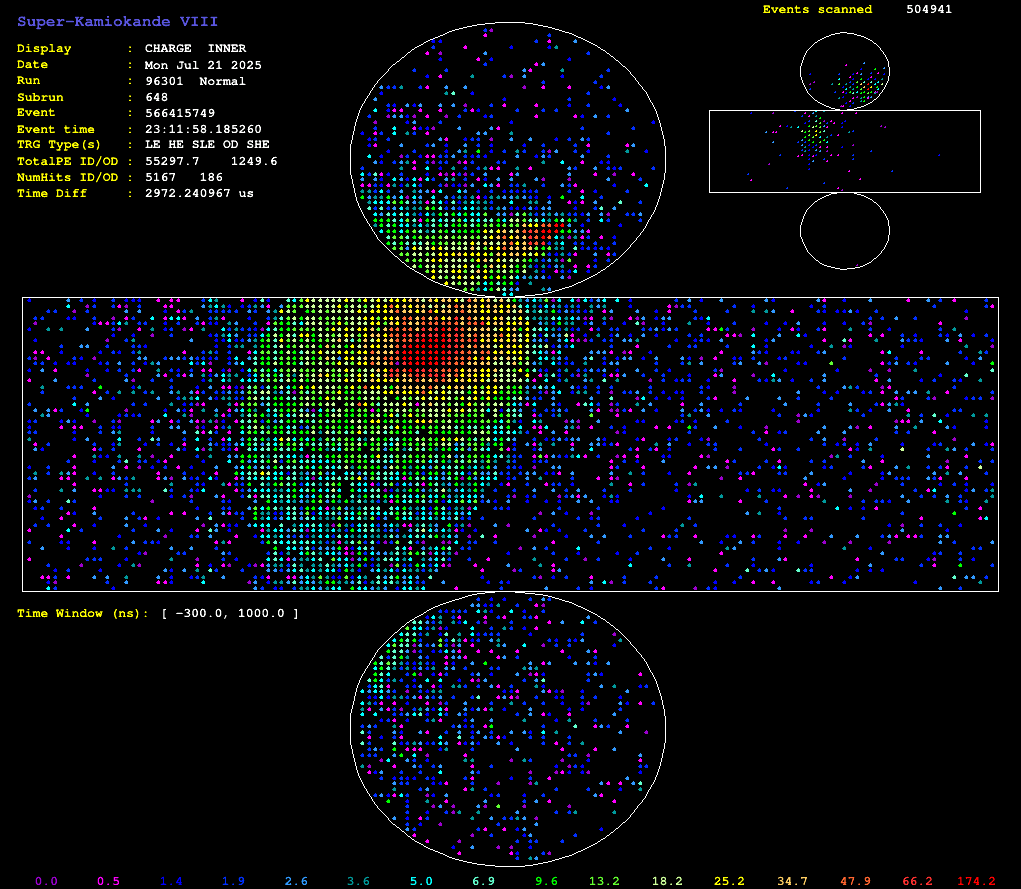 Super-Kamiokande VIII
Display : CHARGE INNER
Date : Mon Jul 21 2025
Run : 96301 Normal
Subrun : 648
Event : 566415749
Event time : 23:11:58.185260
TRG Type(s) : LE HE SLE OD SHE
TotalPE ID/OD : 55297.7 1249.6
NumHits ID/OD : 5167 186
Time Diff : 2972.240967 us
Events scanned 504941
Time Window (ns): [ -300.0, 1000.0 ]
0.0 0.5 1.4 1.9 2.6 3.6 5.0 6.9 9.6 13.2 18.2 25.2 34.7 47.9 66.2 174.2